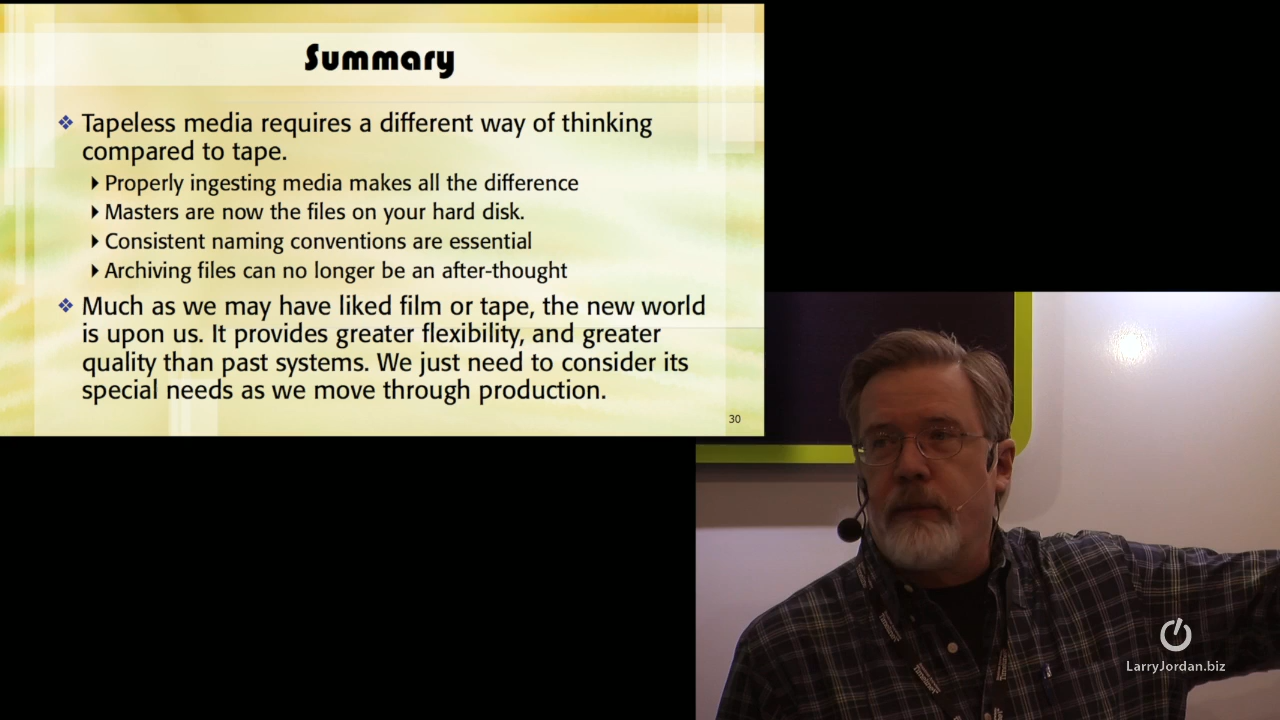 Summary
❖ Tapeless media requires a different way of thinking
compared to tape.
Properly ingesting media makes all the difference
Masters are now the files on your hard disk.
Consistent naming conventions are essential
Archiving files can no longer be an after-thought
❖ Much as we may have liked film or tape, the new world
is upon us. It provides greater flexibility, and greater
quality than past systems. We just need to consider its
special needs as we move through production.
30
LarryJordan.biz